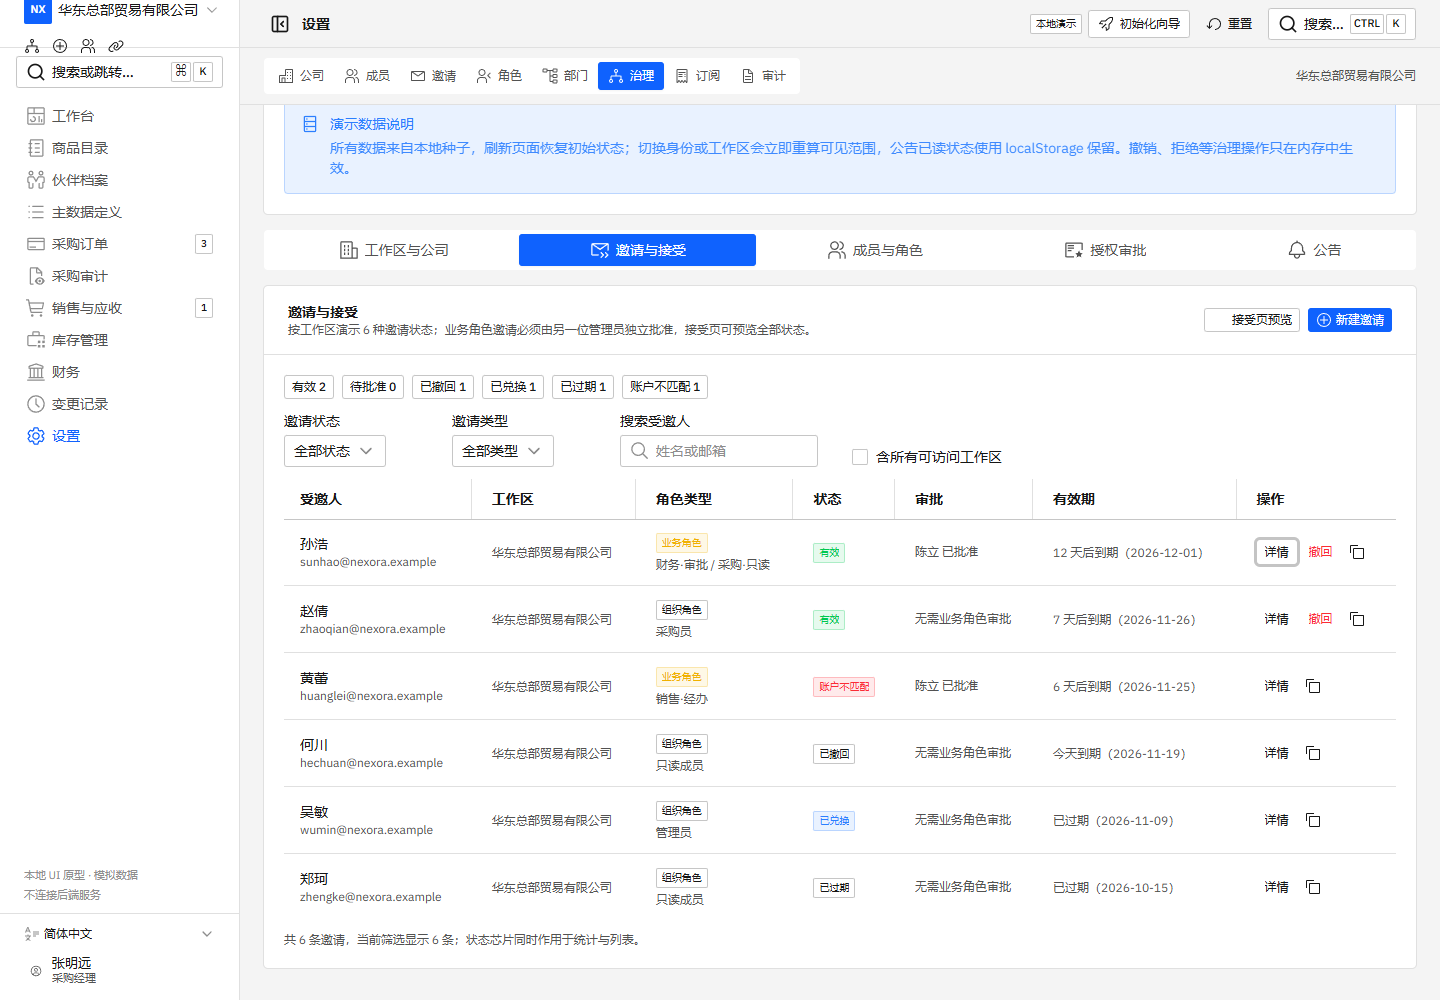 NX 华东总部贸易有限公司
搜索或跳转... ⌘ K
工作台
商品目录
伙伴档案
主数据定义
采购订单 3
采购审计
销售与应收 1
库存管理
财务
变更记录
设置
本地 UI 原型 · 模拟数据
不连接后端服务
简体中文
张明远
采购经理
设置
本地演示 初始化向导 重置 搜索... CTRL K
公司 成员 邀请 角色 部门 治理 订阅 审计
华东总部贸易有限公司
演示数据说明
所有数据来自本地种子，刷新页面恢复初始状态；切换身份或工作区会立即重算可见范围，公告已读状态使用 localStorage 保留。撤销、拒绝等治理操作只在内存中生
效。
工作区与公司 邀请与接受 成员与角色 授权审批 公告
邀请与接受
按工作区演示 6 种邀请状态；业务角色邀请必须由另一位管理员独立批准，接受页可预览全部状态。
接受页预览 新建邀请
有效 2 待批准 0 已撤回 1 已兑换 1 已过期 1 账户不匹配 1
邀请状态 邀请类型 搜索受邀人
全部状态 全部类型 姓名或邮箱 含所有可访问工作区
受邀人 工作区 角色类型 状态 审批 有效期 操作
孙浩
sunhao@nexora.example
华东总部贸易有限公司
业务角色
财务·审批 / 采购·只读
有效
陈立 已批准
12 天后到期（2026-12-01）
详情 撤回
赵倩
zhaoqian@nexora.example
华东总部贸易有限公司
组织角色
采购员
有效
无需业务角色审批
7 天后到期（2026-11-26）
详情 撤回
黄蕾
huanglei@nexora.example
华东总部贸易有限公司
业务角色
销售·经办
账户不匹配
陈立 已批准
6 天后到期（2026-11-25）
详情
何川
hechuan@nexora.example
华东总部贸易有限公司
组织角色
只读成员
已撤回
无需业务角色审批
今天到期（2026-11-19）
详情
吴敏
wumin@nexora.example
华东总部贸易有限公司
组织角色
管理员
已兑换
无需业务角色审批
已过期（2026-11-09）
详情
郑珂
zhengke@nexora.example
华东总部贸易有限公司
组织角色
只读成员
已过期
无需业务角色审批
已过期（2026-10-15）
详情
共 6 条邀请，当前筛选显示 6 条；状态芯片同时作用于统计与列表。